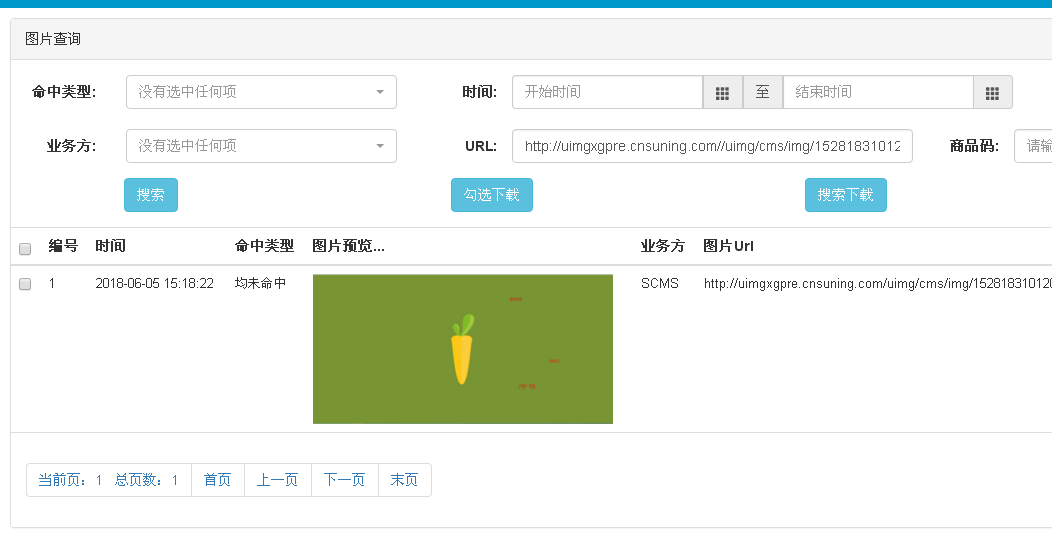 图片查询
命中类型: 没有选中任何项 时间: 开始时间 至 结束时间
业务方: 没有选中任何项 URL: http://uimgxgpre.cnsuning.com//uimg/cms/img/15281831012 商品码: 请输
搜索 勾选下载 搜索下载
编号 时间 命中类型 图片预览... 业务方 图片Url
1 2018-06-05 15:18:22 均未命中 SCMS http://uimgxgpre.cnsuning.com/uimg/cms/img/152818310120
当前页: 1 总页数: 1 首页 上一页 下一页 末页